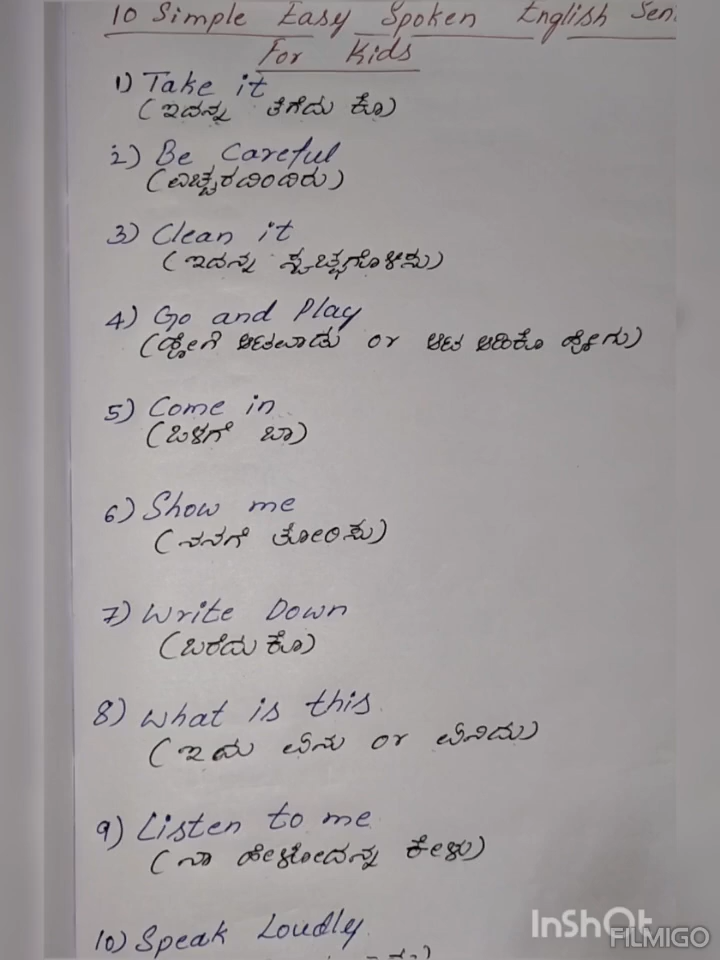 10 Simple Easy Spoken English Sen.
For Kids
1) Take it
(ಇದನ್ನು ತೆಗೆದು ಕೊ)
2) Be Careful
(ಎಚ್ಚರದಿಂದಿರು)
3) Clean it
(ಇದನ್ನು ಸ್ವಚ್ಛಗೊಳಿಸು)
4) Go and Play
(ಹೋಗಿ ಆಟವಾಡು or ಆಟ ಆಡಿಕೊ ಹೋಗು)
5) Come in
(ಒಳಗೆ ಬಾ)
6) Show me
(ನನಗೆ ತೋರಿಸು)
7) Write Down
(ಬರೆದು ಕೊ)
8) What is this
(ಇದು ಏನು or ಏನಿದು)
9) Listen to me
(ನಾ ಹೇಳೋದನ್ನ ಕೇಳು)
10) Speak Loudly
InShOt
FILMIGO